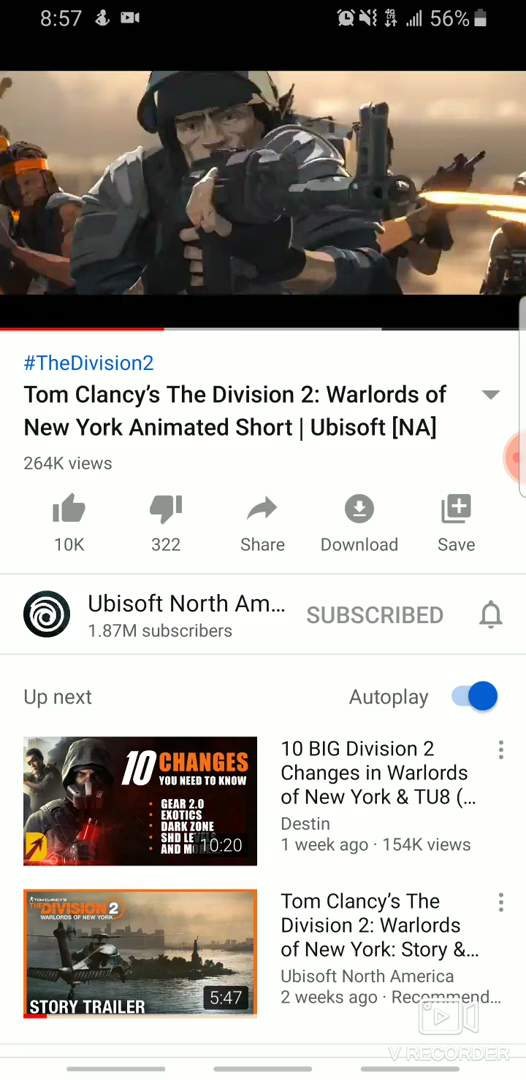 8:57
56%
#TheDivision2
Tom Clancy’s The Division 2: Warlords of
New York Animated Short | Ubisoft [NA]
264K views
10K
322
Share
Download
Save
Ubisoft North Am...
1.87M subscribers
SUBSCRIBED
Up next
Autoplay
10 CHANGES
YOU NEED TO KNOW
• GEAR 2.0
• EXOTICS
• DARK ZONE
• SHD
• AND
10:20
10 BIG Division 2
Changes in Warlords
of New York & TU8 (...
Destin
1 week ago · 154K views
TOM CLANCY'S
THE DIVISION 2
WARLORDS OF NEW YORK
STORY TRAILER
5:47
Tom Clancy’s The
Division 2: Warlords
of New York: Story &...
Ubisoft North America
2 weeks ago · Recommend...
V RECORDER